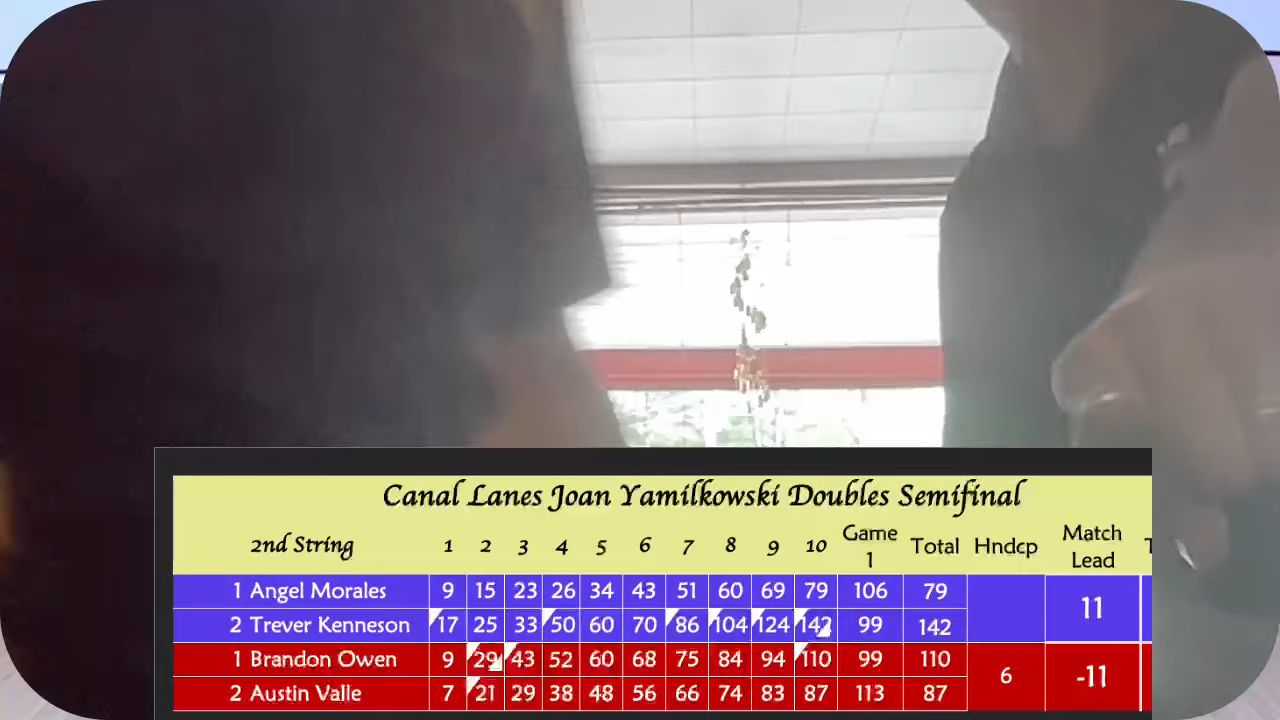 Canal Lanes Joan Yamilkowski Doubles Semifinal
2nd String 1 2 3 4 5 6 7 8 9 10 Game 1 Total Hndcp Match Lead T
1 Angel Morales 9 15 23 26 34 43 51 60 69 79 106 79 11
2 Trever Kenneson 17 25 33 50 60 70 86 104 124 142 99 142
1 Brandon Owen 9 29 43 52 60 68 75 84 94 110 99 110 6 -11
2 Austin Valle 7 21 29 38 48 56 66 74 83 87 113 87